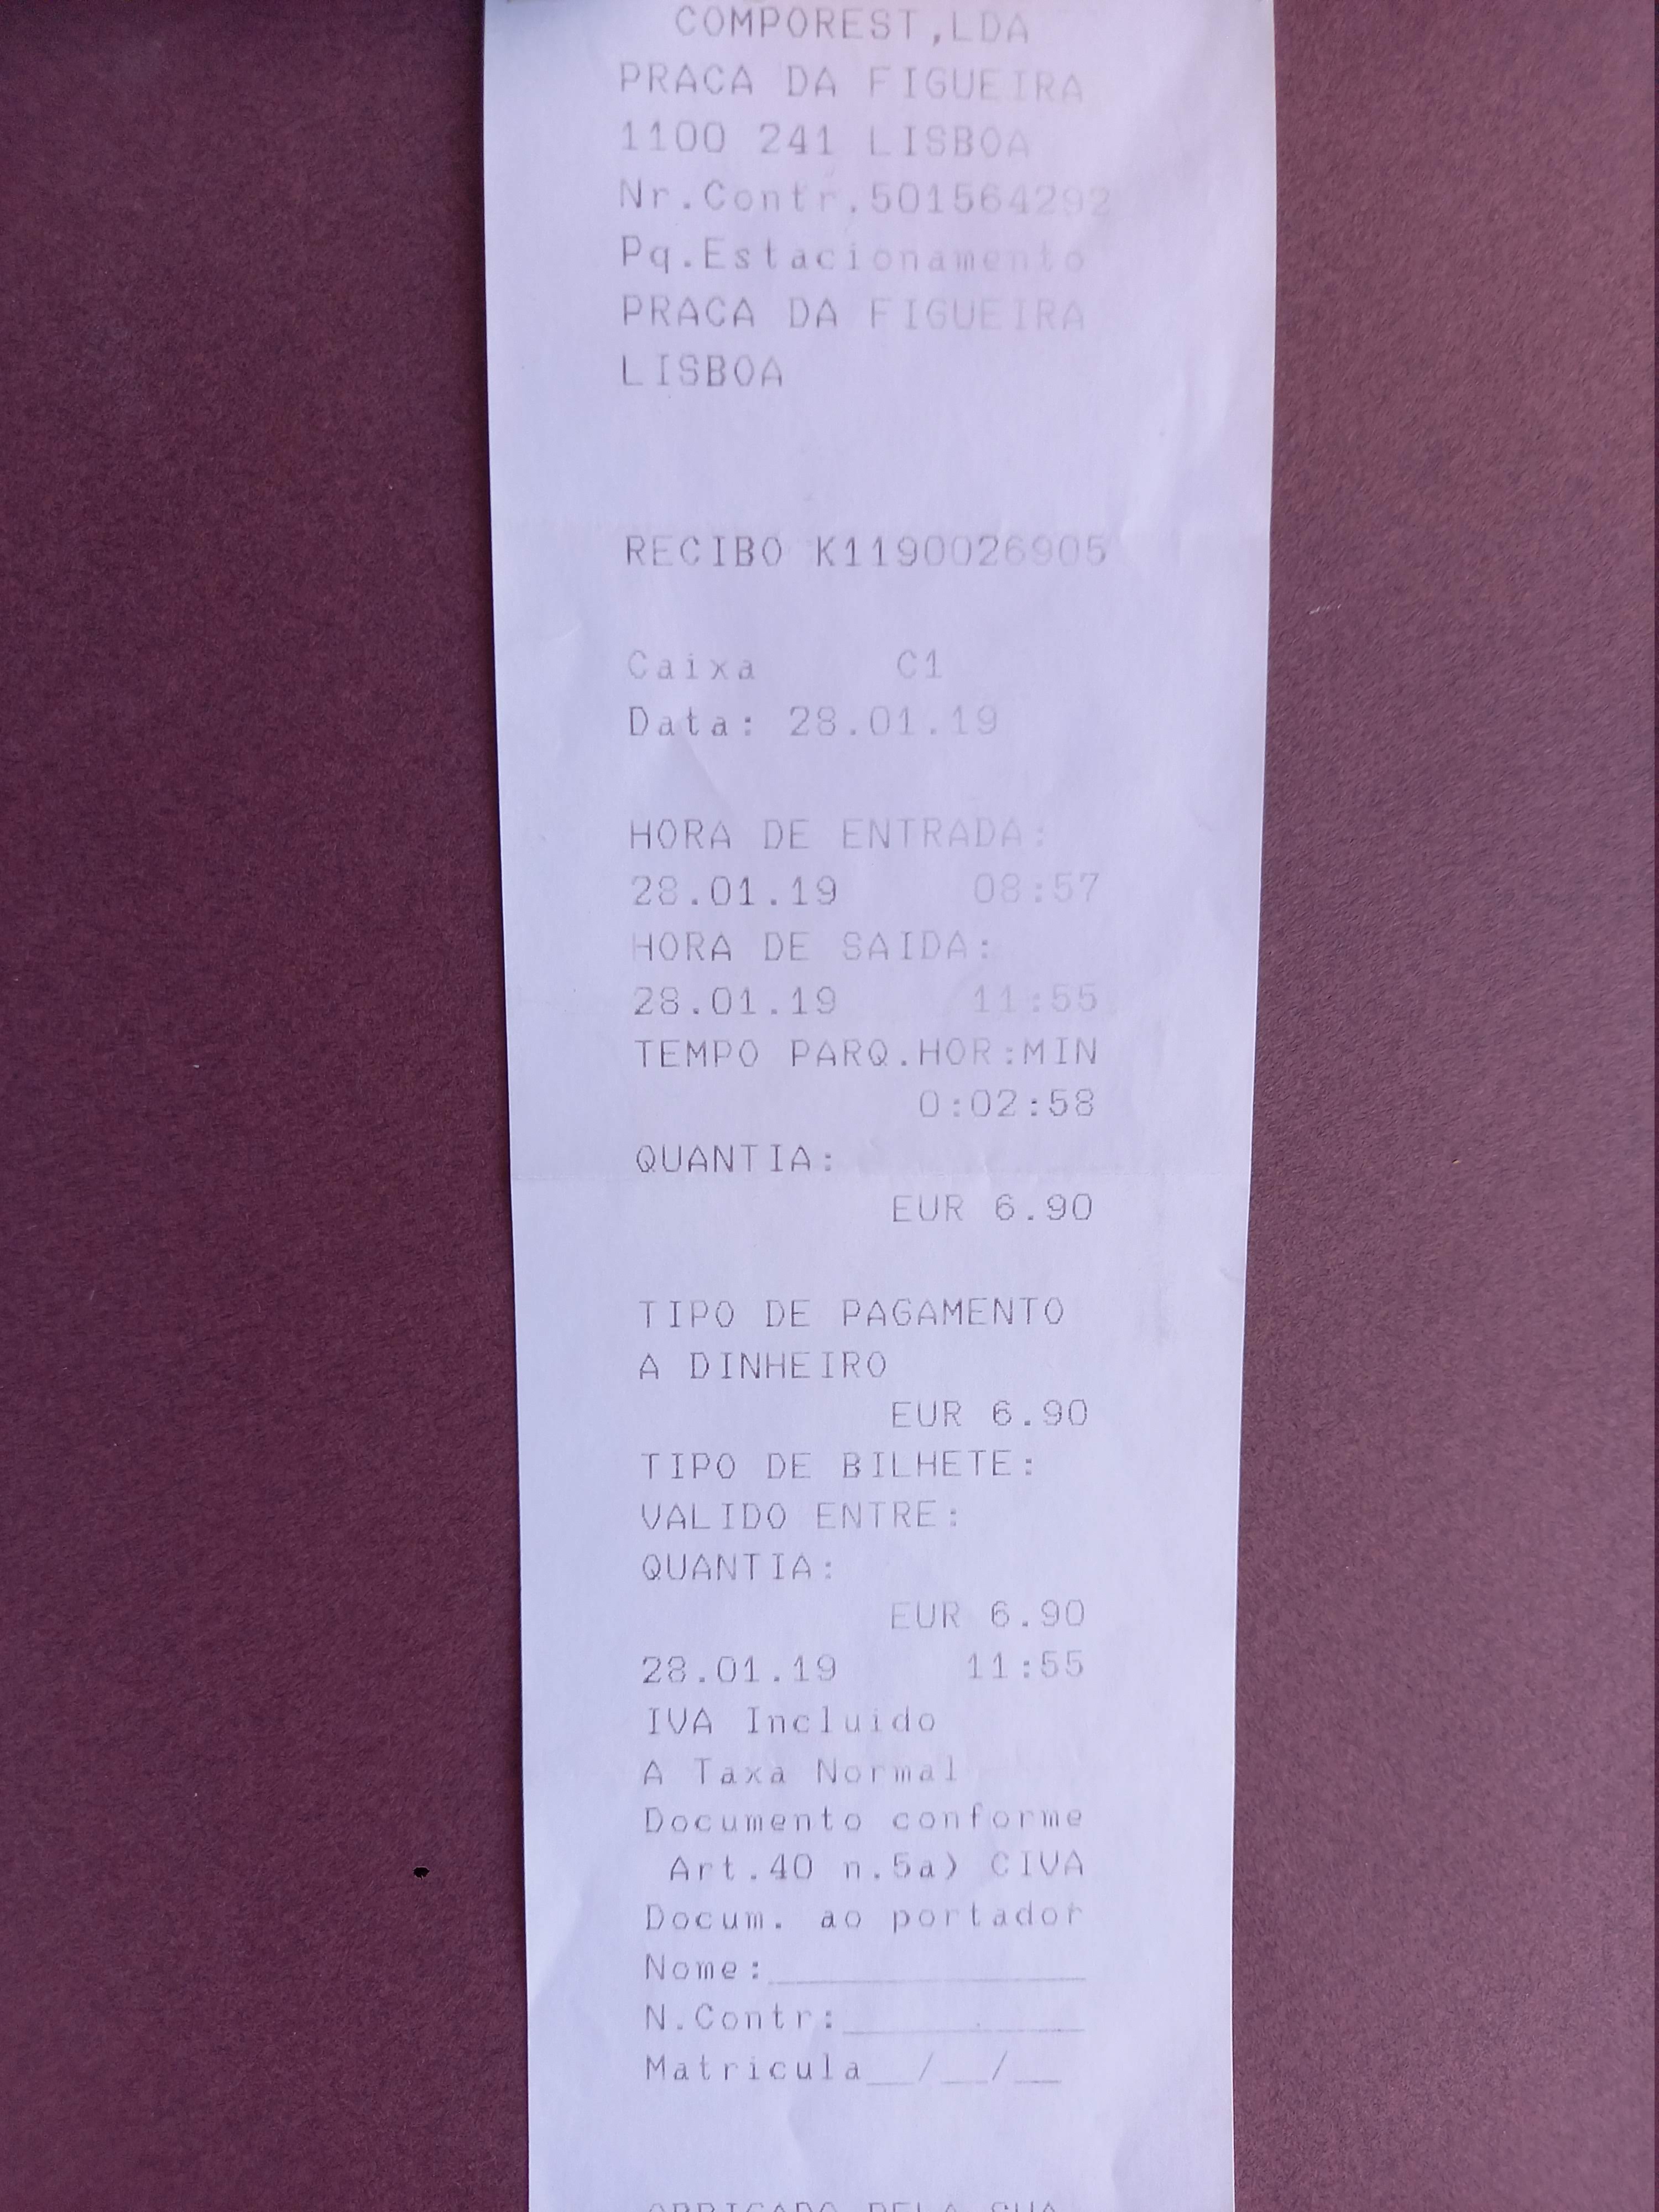 COMPOREST,LDA
PRACA DA FIGUEIRA
1100 241 LISBOA
Nr.Contr.501564292
Pq.Estacionamento
PRACA DA FIGUEIRA
LISBOA
RECIBO K1190026905
Caixa C1
Data: 28.01.19
HORA DE ENTRADA:
28.01.19 08:57
HORA DE SAIDA:
28.01.19 11:55
TEMPO PARQ.HOR:MIN
0:02:58
QUANTIA:
EUR 6.90
TIPO DE PAGAMENTO
A DINHEIRO
EUR 6.90
TIPO DE BILHETE:
VALIDO ENTRE:
QUANTIA:
EUR 6.90
28.01.19 11:55
IVA Incluido
A Taxa Normal
Documento conforme
Art.40 n.5a) CIVA
Docum. ao portador
Nome:____________
N.Contr:_________
Matricula__/__/__
OBRIGADO PELA SUA